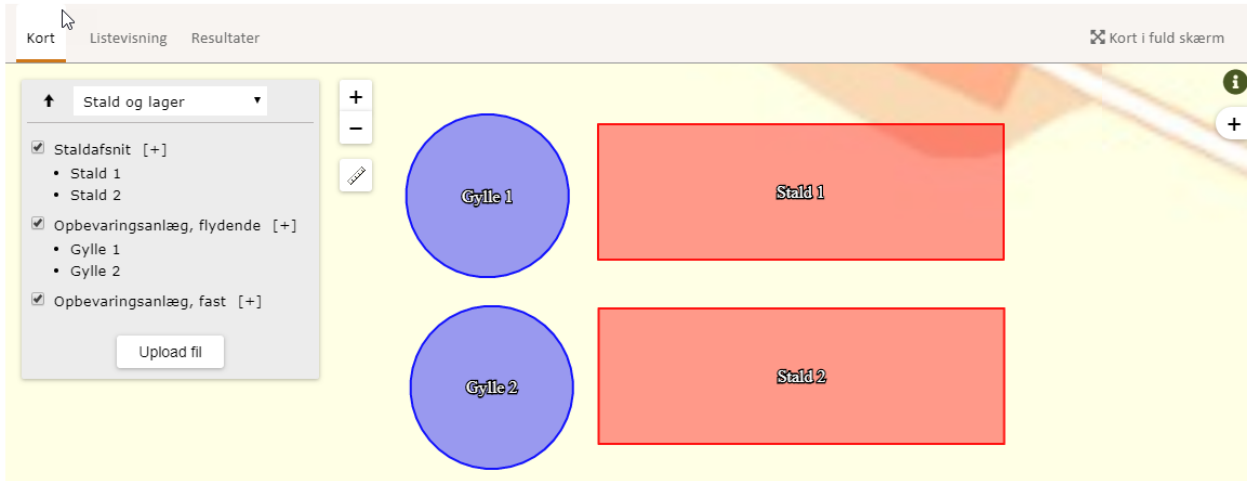 Kort Listevisning Resultater Kort i fuld skærm
Stald og lager
Staldafsnit [+]
• Stald 1
• Stald 2
Opbevaringsanlæg, flydende [+]
• Gylle 1
• Gylle 2
Opbevaringsanlæg, fast [+]
Upload fil
+
−
Gylle 1
Stald 1
Gylle 2
Stald 2
i
+